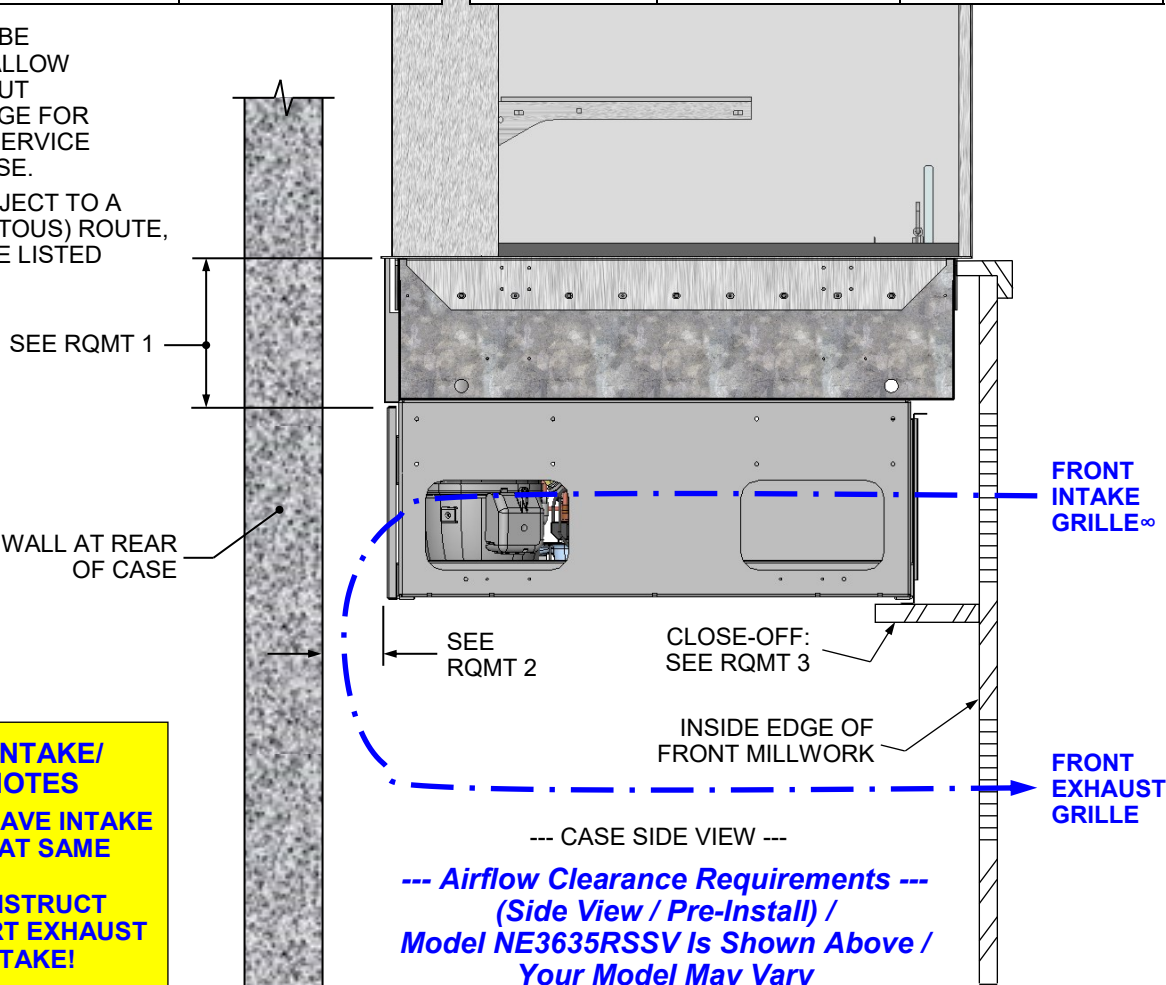 BE
ALLOW
UT
GE FOR
ERVICE
SE.
JECT TO A
TOUS) ROUTE,
E LISTED
SEE RQMT 1
WALL AT REAR
OF CASE
SEE
RQMT 2
CLOSE-OFF:
SEE RQMT 3
INSIDE EDGE OF
FRONT MILLWORK
FRONT
INTAKE
GRILLE∞
FRONT
EXHAUST
GRILLE
NTAKE/
NOTES
AVE INTAKE
AT SAME
NSTRUCT
RT EXHAUST
TAKE!
--- CASE SIDE VIEW ---
--- Airflow Clearance Requirements ---
(Side View / Pre-Install) /
Model NE3635RSSV Is Shown Above /
Your Model May Vary